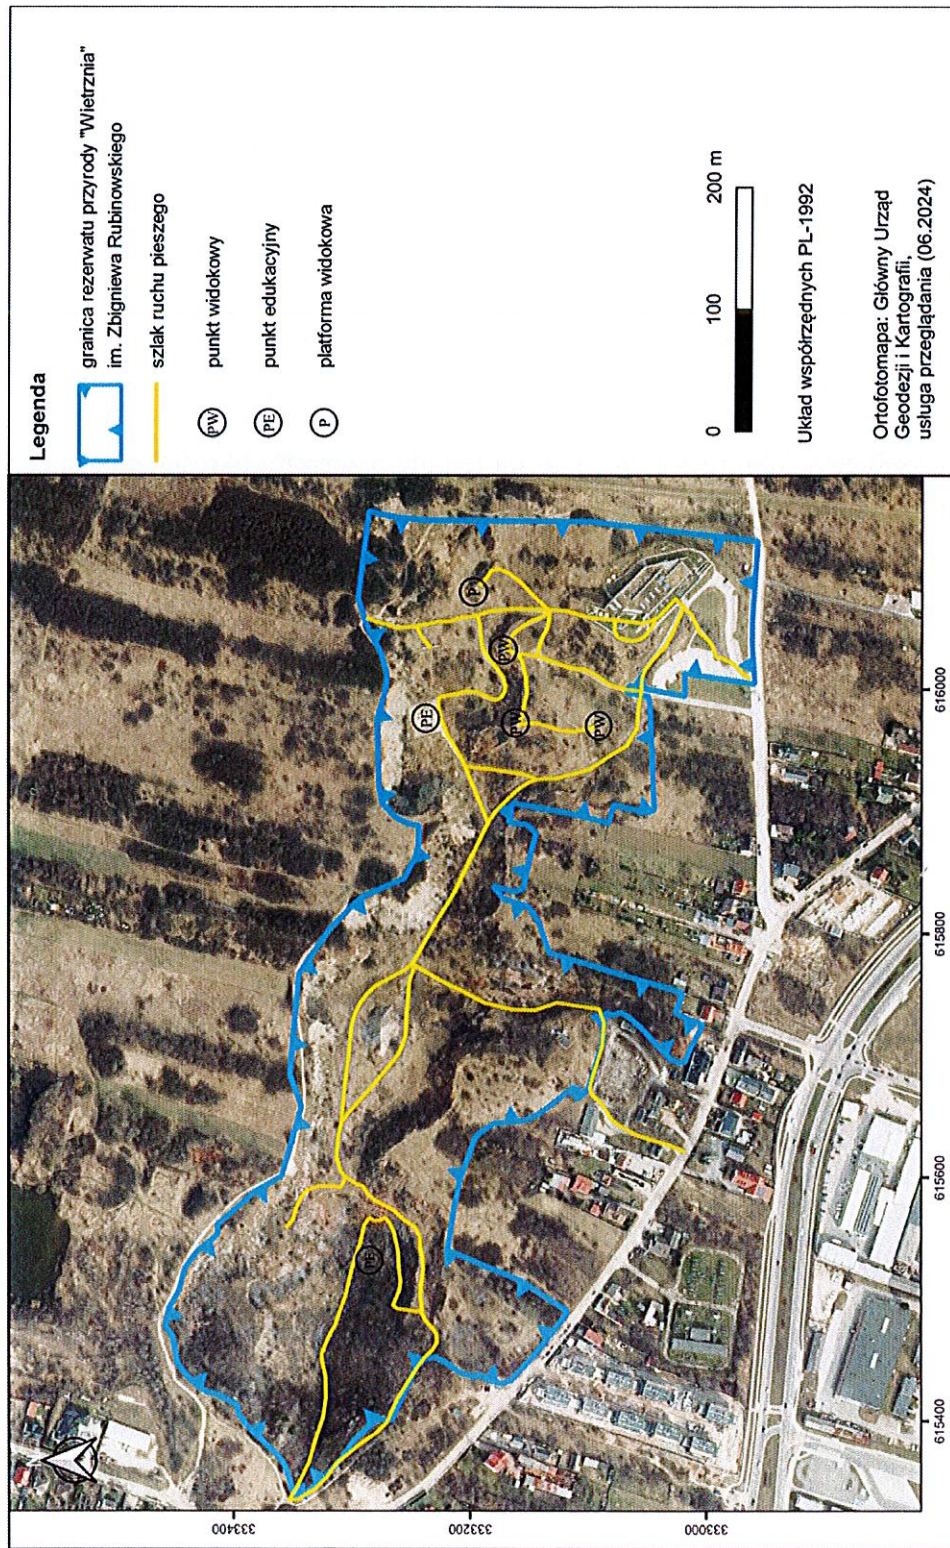 Legenda
granica rezerwatu przyrody "Wietrznia"
im. Zbigniewa Rubinowskiego
szlak ruchu pieszego
PW
punkt widokowy
PE
punkt edukacyjny
P
platforma widokowa
0
100
200 m
Układ współrzędnych PL-1992
Ortofotomapa: Główny Urząd
Geodezji i Kartografii,
usługa przeglądania (06.2024)
P
PW
PE
PW
PW
PE
333400
333200
333000
615400
615600
615800
616000